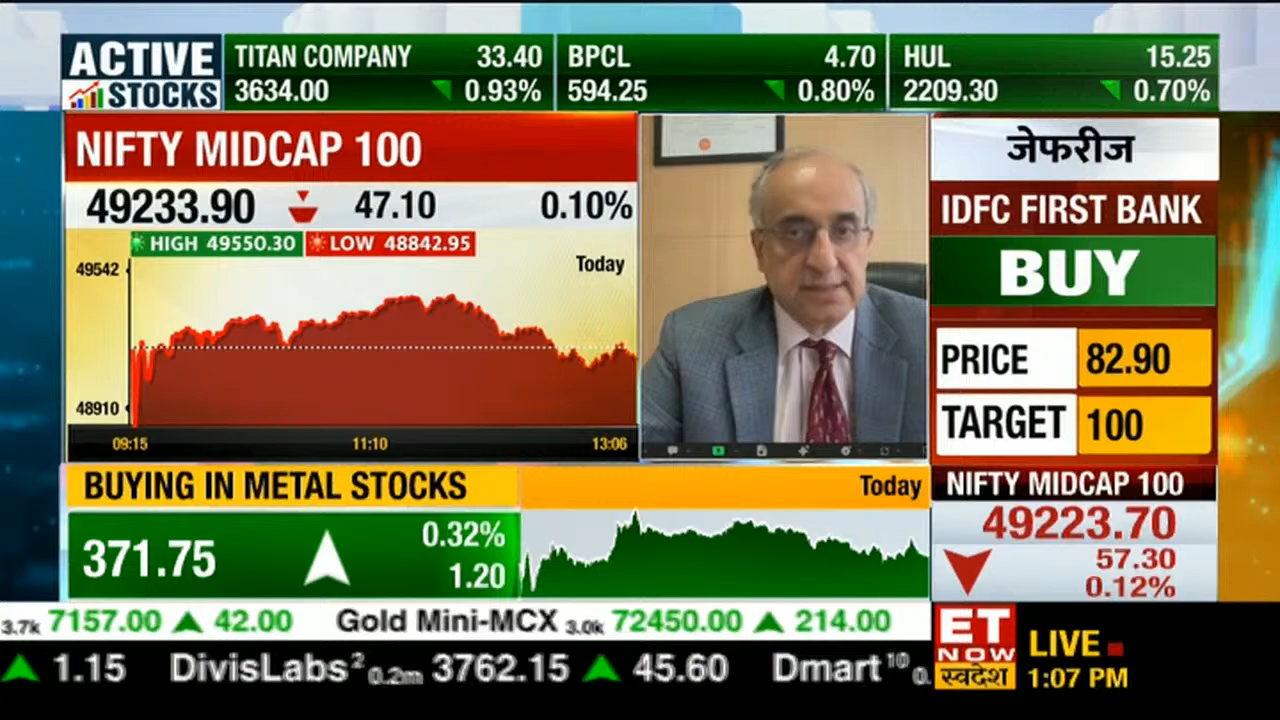 ACTIVE
STOCKS
TITAN COMPANY 33.40
3634.00 0.93%
BPCL 4.70
594.25 0.80%
HUL 15.25
2209.30 0.70%
NIFTY MIDCAP 100
49233.90 47.10 0.10%
HIGH 49550.30 LOW 48842.95
Today
49542
48910
09:15 11:10 13:06
जेफरीज
IDFC FIRST BANK
BUY
PRICE 82.90
TARGET 100
BUYING IN METAL STOCKS
Today
371.75
0.32%
1.20
NIFTY MIDCAP 100
49223.70
57.30
0.12%
3.7k 7157.00 42.00 Gold Mini-MCX 3.0k 72450.00 214.00
1.15 DivisLabs² 0.2m 3762.15 45.60 Dmart¹⁰ 0.
ET
NOW
स्वदेश
LIVE
1:07 PM